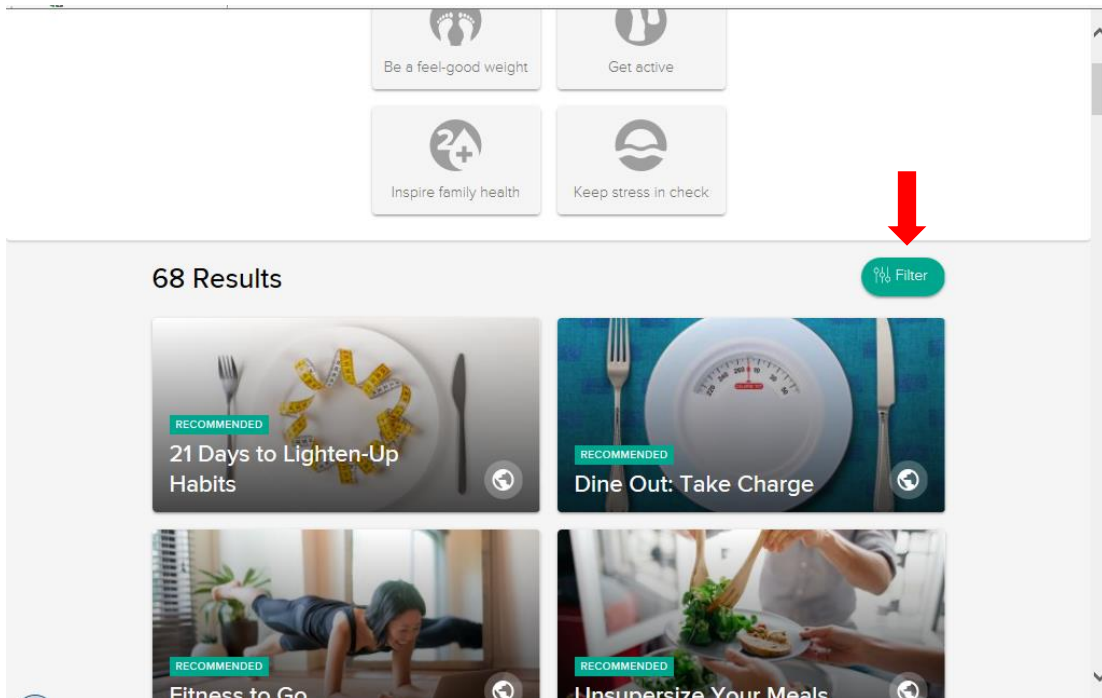 Be a feel-good weight
Get active
2+
Inspire family health
Keep stress in check
68 Results
Filter
RECOMMENDED
21 Days to Lighten-Up
Habits
RECOMMENDED
Dine Out: Take Charge
RECOMMENDED
Fitness to Go
RECOMMENDED
Unsupersize Your Meals